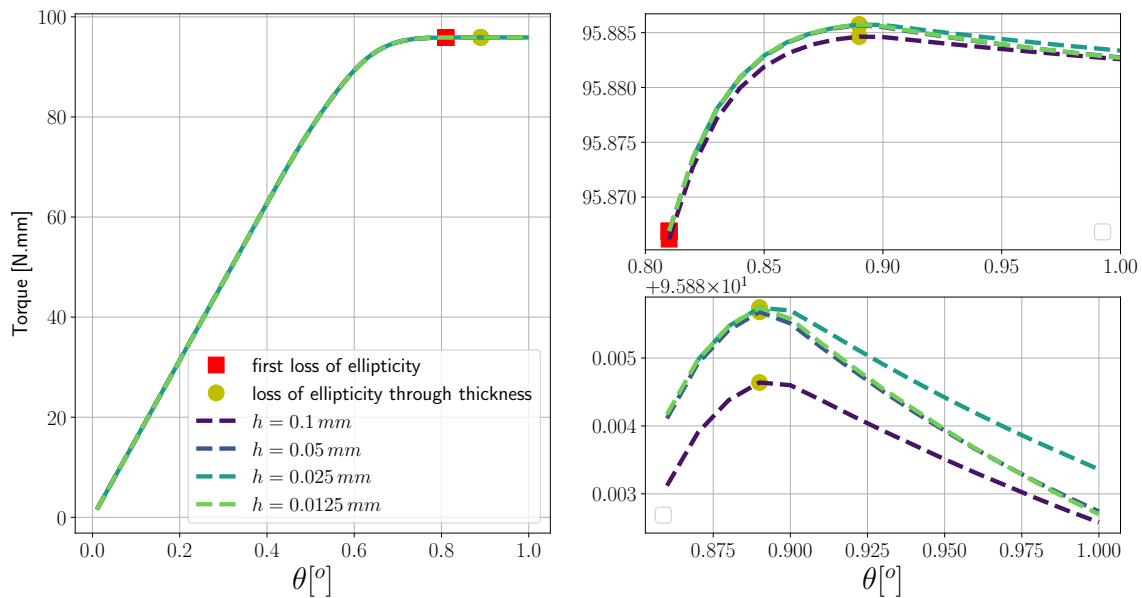 Torque [N.mm]
100
80
60
40
20
0
0.0 0.2 0.4 0.6 0.8 1.0
θ[°]
first loss of ellipticity
loss of ellipticity through thickness
h = 0.1 mm
h = 0.05 mm
h = 0.025 mm
h = 0.0125 mm
95.885
95.880
95.875
95.870
0.80 0.85 0.90 0.95 1.00
+9.588×10¹
0.005
0.004
0.003
0.875 0.900 0.925 0.950 0.975 1.000
θ[°]